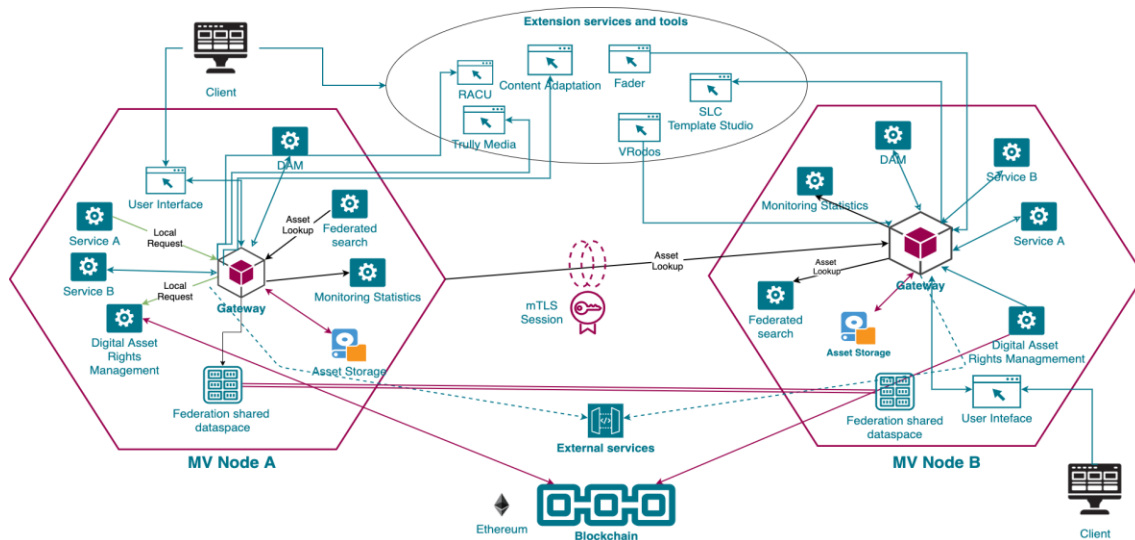 Extension services and tools
Client
RACU
Content Adaptation
Fader
SLC
Template Studio
Trully Media
VRodos
DAM
User Interface
Service A
Local
Request
Asset
Lookup
Federated
search
Service B
Local
Request
Gateway
Monitoring Statistics
Digital Asset
Rights
Management
Asset Storage
Federation shared
dataspace
MV Node A
mTLS
Session
Asset
Lookup
External services
Ethereum
Blockchain
DAM
Service B
Monitoring Statistics
Service A
Asset
Lookup
Gateway
Federated
search
Asset Storage
Digital Asset
Rights Managmement
Federation shared
dataspace
User Inteface
MV Node B
Client